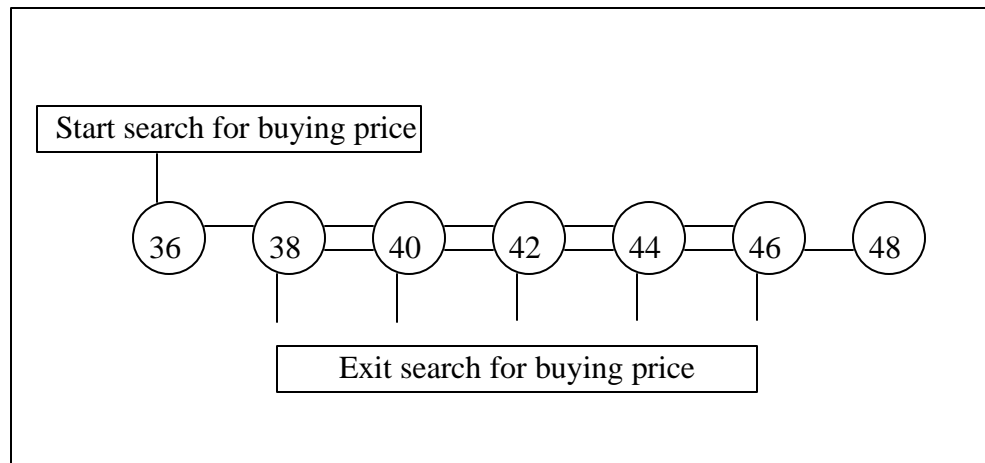 Start search for buying price
36 38 40 42 44 46 48
Exit search for buying price